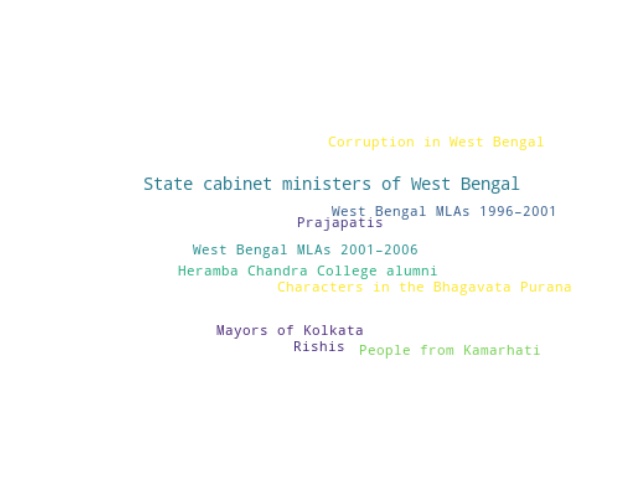 Corruption in West Bengal
State cabinet ministers of West Bengal
West Bengal MLAs 1996–2001
Prajapatis
West Bengal MLAs 2001–2006
Heramba Chandra College alumni
Characters in the Bhagavata Purana
Mayors of Kolkata
Rishis
People from Kamarhati